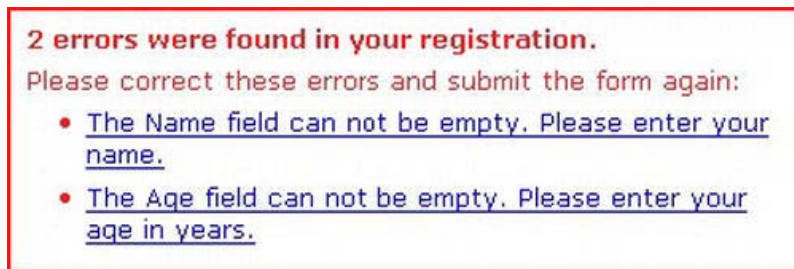 2 errors were found in your registration.
Please correct these errors and submit the form again:
• The Name field can not be empty. Please enter your
name.
• The Age field can not be empty. Please enter your
age in years.